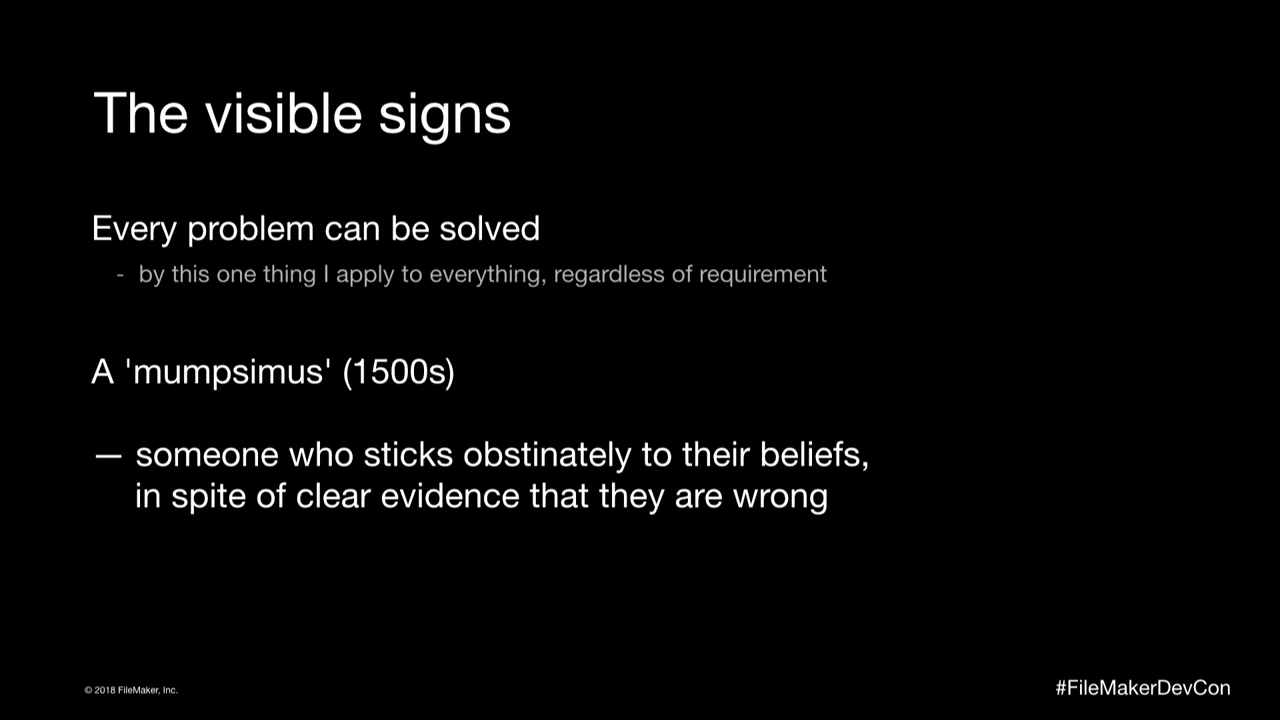 The visible signs
Every problem can be solved
- by this one thing I apply to everything, regardless of requirement
A 'mumpsimus' (1500s)
— someone who sticks obstinately to their beliefs,
in spite of clear evidence that they are wrong
© 2018 FileMaker, Inc.
#FileMakerDevCon